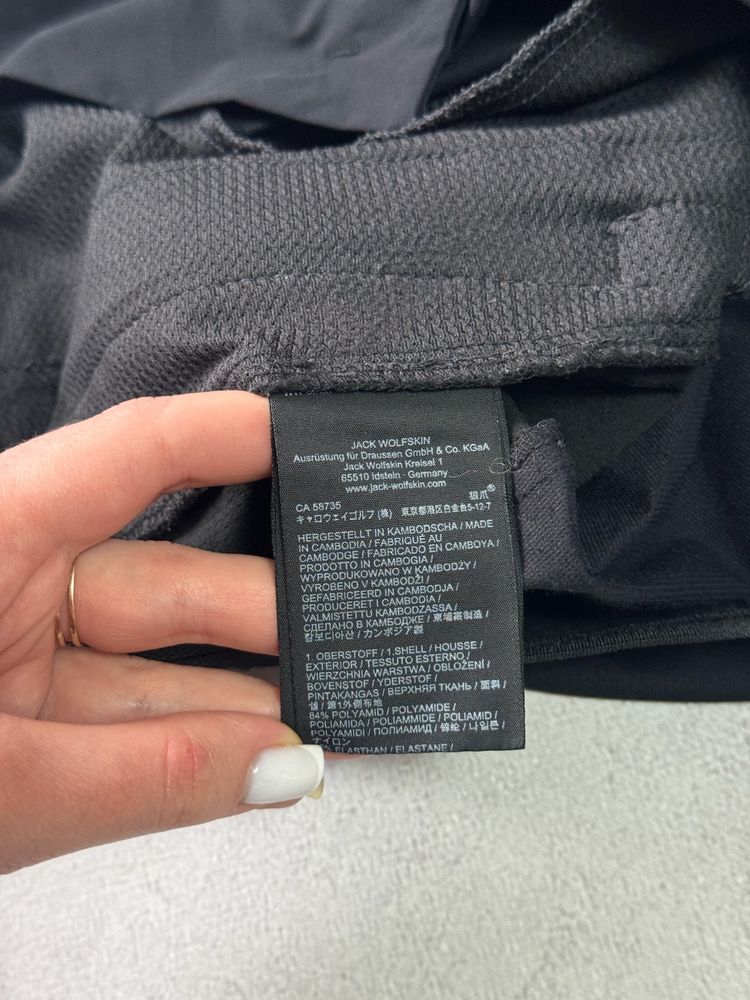 JACK WOLFSKIN
Ausrüstung für Draussen GmbH & Co. KGaA
Jack Wolfskin Kreisel 1
65510 Idstein - Germany
www.jack-wolfskin.com
CA 58735 狼爪®
キャロウェイゴルフ(株) 東京都港区白金台5-12-7
HERGESTELLT IN KAMBODSCHA / MADE
IN CAMBODIA / FABRIQUÉ AU
CAMBODGE / FABRICADO EN CAMBOYA /
PRODOTTO IN CAMBOGIA /
WYPRODUKOWANO W KAMBODŻY /
VYROBENO V KAMBODŽI /
GEFABRICEERD IN CAMBODJA /
PRODUCERET I CAMBODIA /
VALMISTETTU KAMBODZASSA /
СДЕЛАНО В КАМБОДЖЕ / 柬埔寨制造 /
캄보디아산 / カンボジア製
1. OBERSTOFF / 1.SHELL / HOUSSE /
EXTERIOR / TESSUTO ESTERNO /
WIERZCHNIA WARSTWA / OBLOŽENÍ /
BOVENSTOF / YDERSTOF /
PINTAKANGAS / ВЕРХНЯЯ ТКАНЬ / 面料 /
쉘 / 第1外側布地
84% POLYAMID / POLYAMIDE /
POLIAMIDA / POLIAMMIDE / POLIAMID /
POLYAMIDI / ПОЛИАМИД / 锦纶 / 나일론 /
ナイロン
ELASTHAN / ELASTANE /